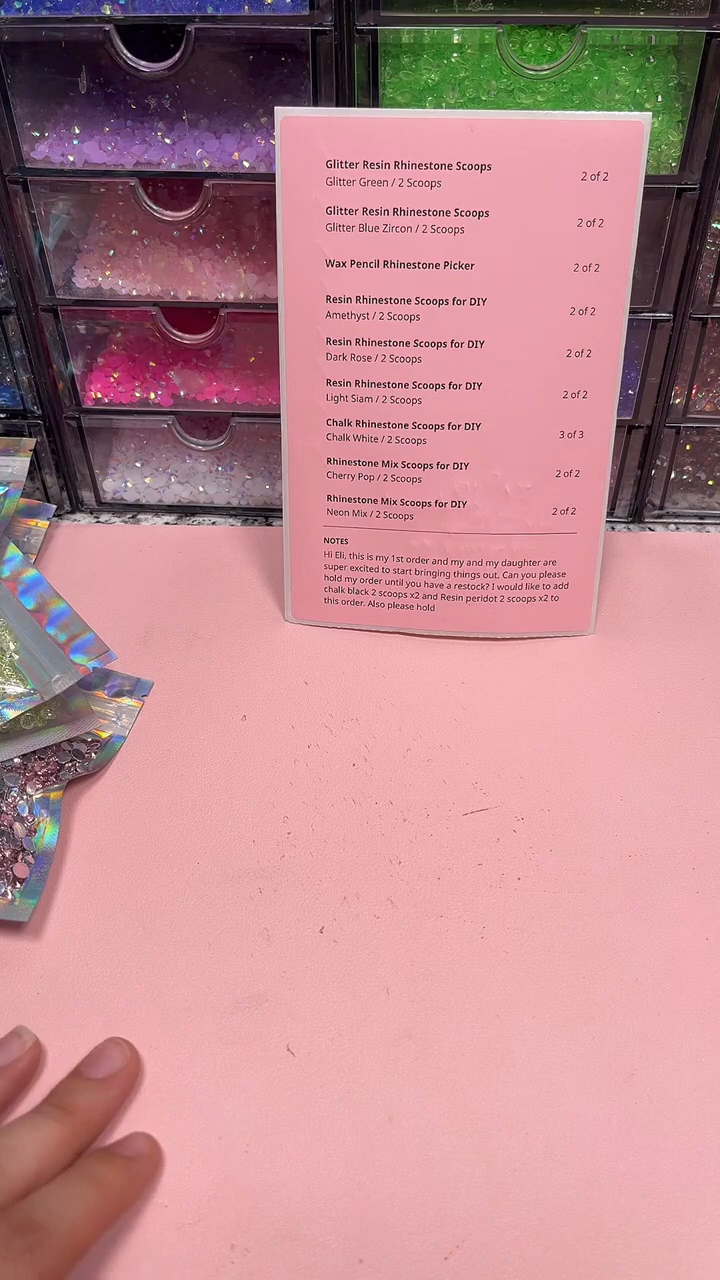 Glitter Resin Rhinestone Scoops
Glitter Green / 2 Scoops
2 of 2
Glitter Resin Rhinestone Scoops
Glitter Blue Zircon / 2 Scoops
2 of 2
Wax Pencil Rhinestone Picker
2 of 2
Resin Rhinestone Scoops for DIY
Amethyst / 2 Scoops
2 of 2
Resin Rhinestone Scoops for DIY
Dark Rose / 2 Scoops
2 of 2
Resin Rhinestone Scoops for DIY
Light Siam / 2 Scoops
2 of 2
Chalk Rhinestone Scoops for DIY
Chalk White / 2 Scoops
3 of 3
Rhinestone Mix Scoops for DIY
Cherry Pop / 2 Scoops
2 of 2
Rhinestone Mix Scoops for DIY
Neon Mix / 2 Scoops
2 of 2
NOTES
Hi Eli, this is my 1st order and my and my daughter are
super excited to start bringing things out. Can you please
hold my order until you have a restock? I would like to add
chalk black 2 scoops x2 and Resin peridot 2 scoops x2 to
this order. Also please hold